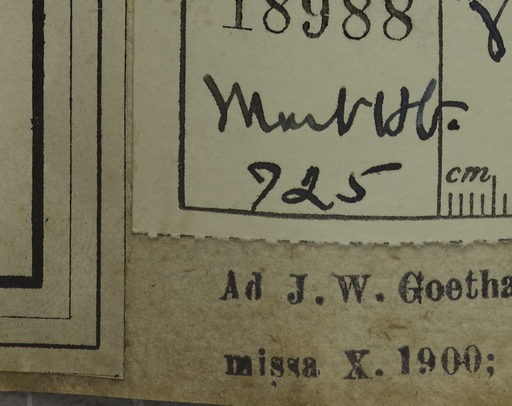 18988
725
cm
Ad J. W. Goetha
missa X. 1900;